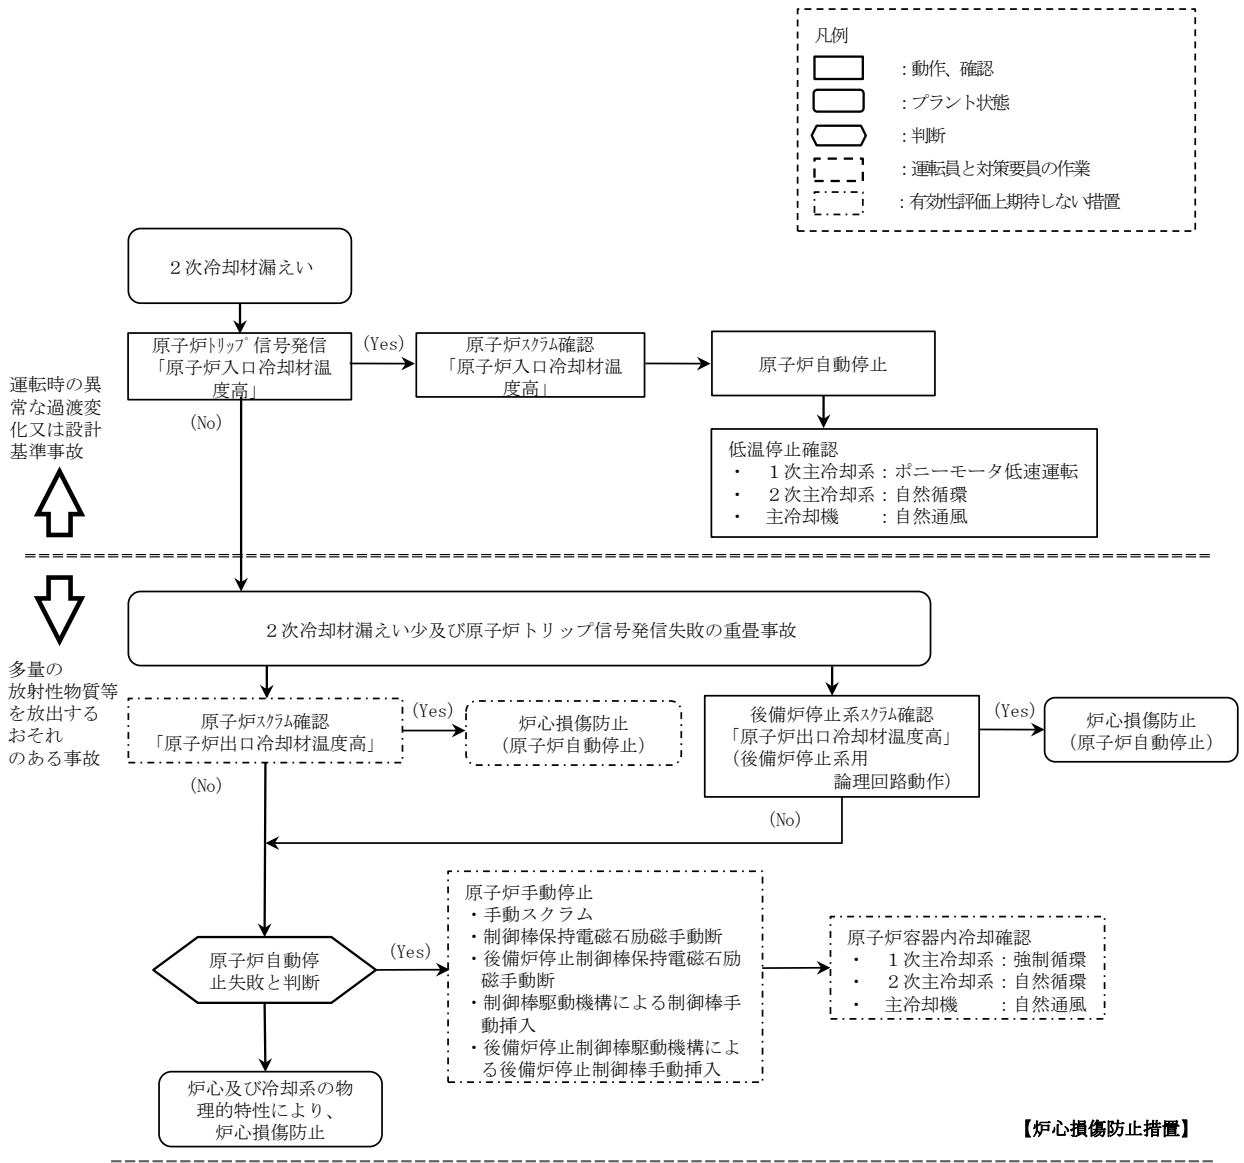 凡例
：動作、確認
：プラント状態
：判断
：運転員と対策要員の作業
：有効性評価上期待しない措置
２次冷却材漏えい
原子炉ﾄﾘｯﾌﾟ信号発信
「原子炉入口冷却材温
度高」
(Yes)
原子炉ｽｸﾗﾑ確認
「原子炉入口冷却材温
度高」
原子炉自動停止
(No)
運転時の異
常な過渡変
化又は設計
基準事故
低温停止確認
・　１次主冷却系：ポニーモータ低速運転
・　２次主冷却系：自然循環
・　主冷却機　　：自然通風
２次冷却材漏えい少及び原子炉トリップ信号発信失敗の重畳事故
多量の
放射性物質等
を放出する
おそれ
のある事故
原子炉ｽｸﾗﾑ確認
「原子炉出口冷却材温度高」
(Yes)
炉心損傷防止
（原子炉自動停止）
後備炉停止系ｽｸﾗﾑ確認
「原子炉出口冷却材温度高」
（後備炉停止系用
論理回路動作）
(Yes)
炉心損傷防止
（原子炉自動停止）
(No)
(No)
原子炉自動停
止失敗と判断
(Yes)
原子炉手動停止
・手動スクラム
・制御棒保持電磁石励磁手動断
・後備炉停止制御棒保持電磁石励
磁手動断
・制御棒駆動機構による制御棒手
動挿入
・後備炉停止制御棒駆動機構によ
る後備炉停止制御棒手動挿入
原子炉容器内冷却確認
・　１次主冷却系：強制循環
・　２次主冷却系：自然循環
・　主冷却機　　：自然通風
炉心及び冷却系の物
理的特性により、
炉心損傷防止
【炉心損傷防止措置】